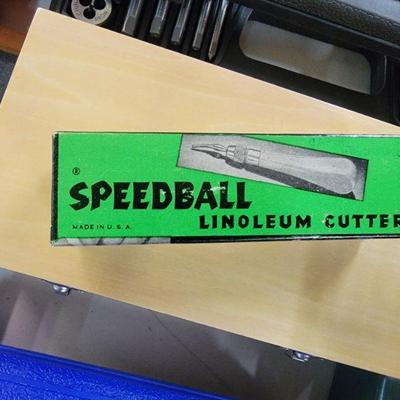 ®
SPEEDBALL
LINOLEUM CUTTER
MADE IN U.S.A.